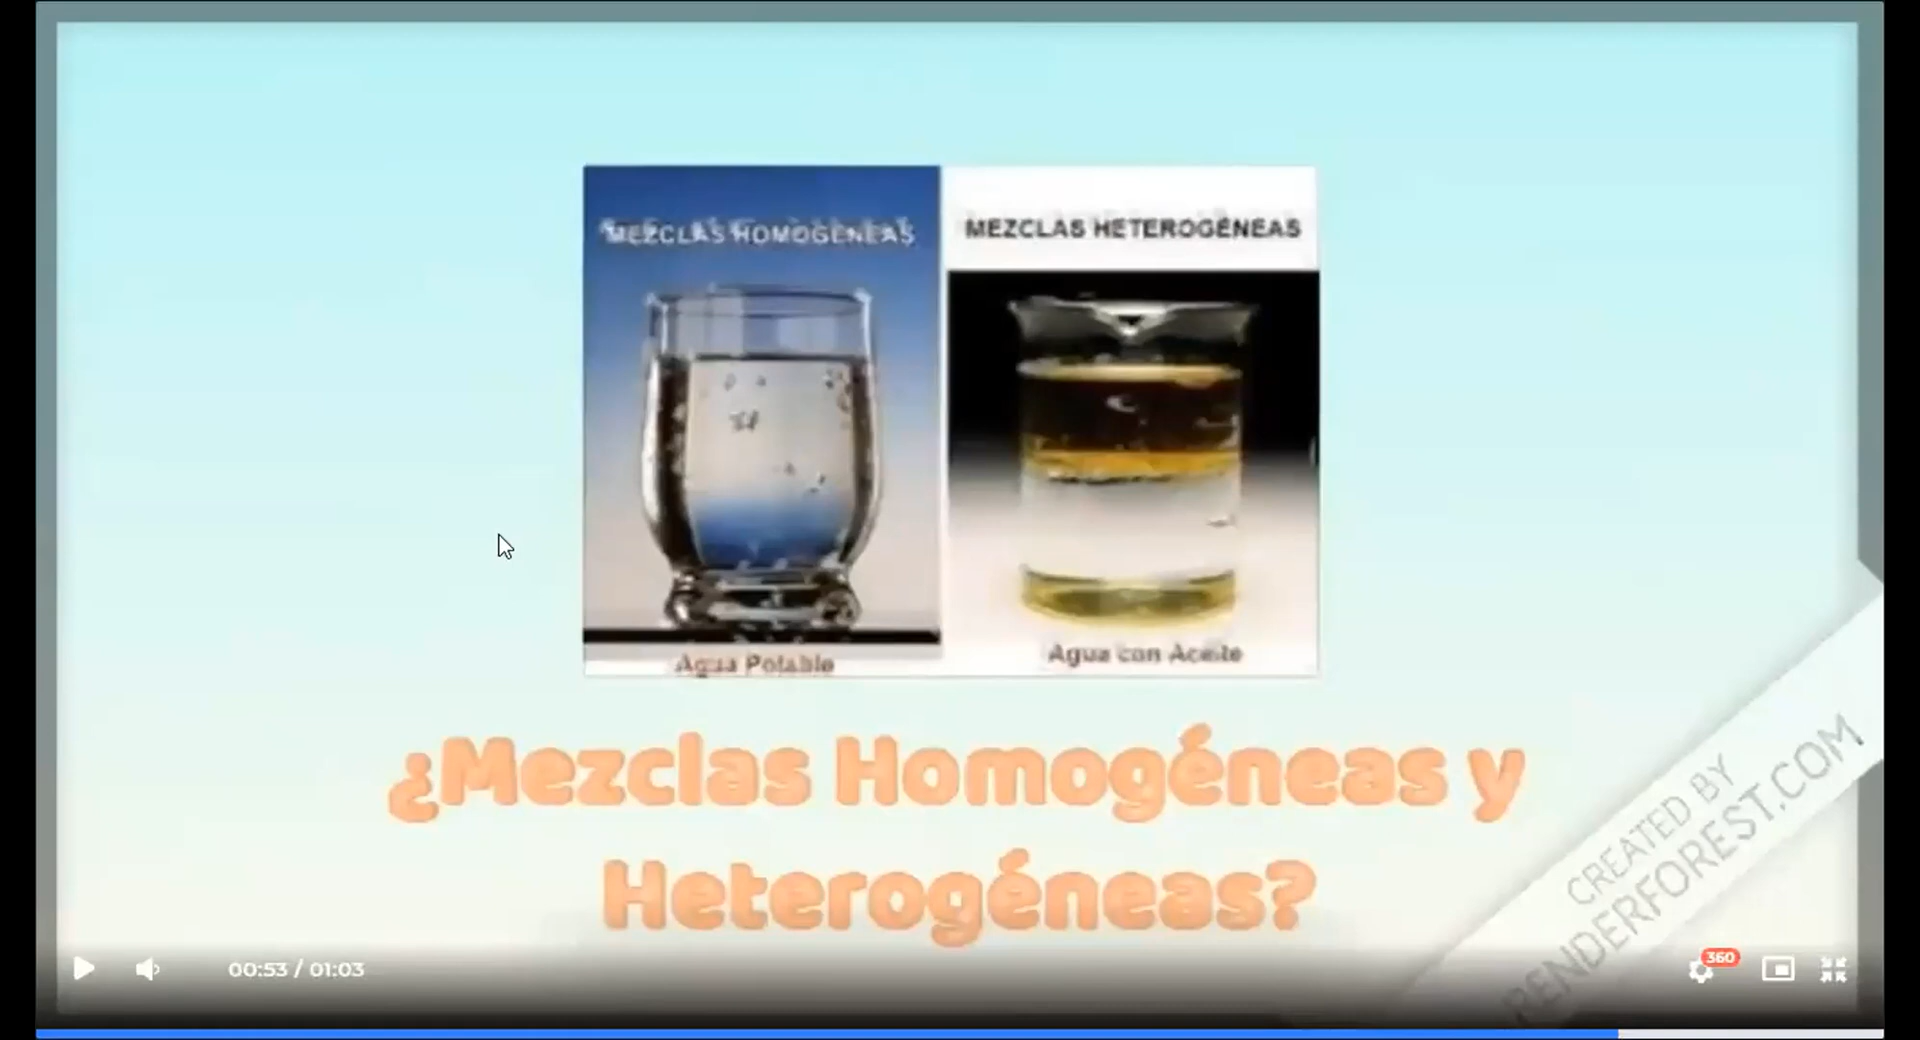 MEZCLAS HOMOGÉNEAS
MEZCLAS HETEROGÉNEAS
Agua Potable
Agua con Aceite
¿Mezclas Homogéneas y
Heterogéneas?
CREATED BY
RENDERFOREST.COM
00:53 / 01:03
360